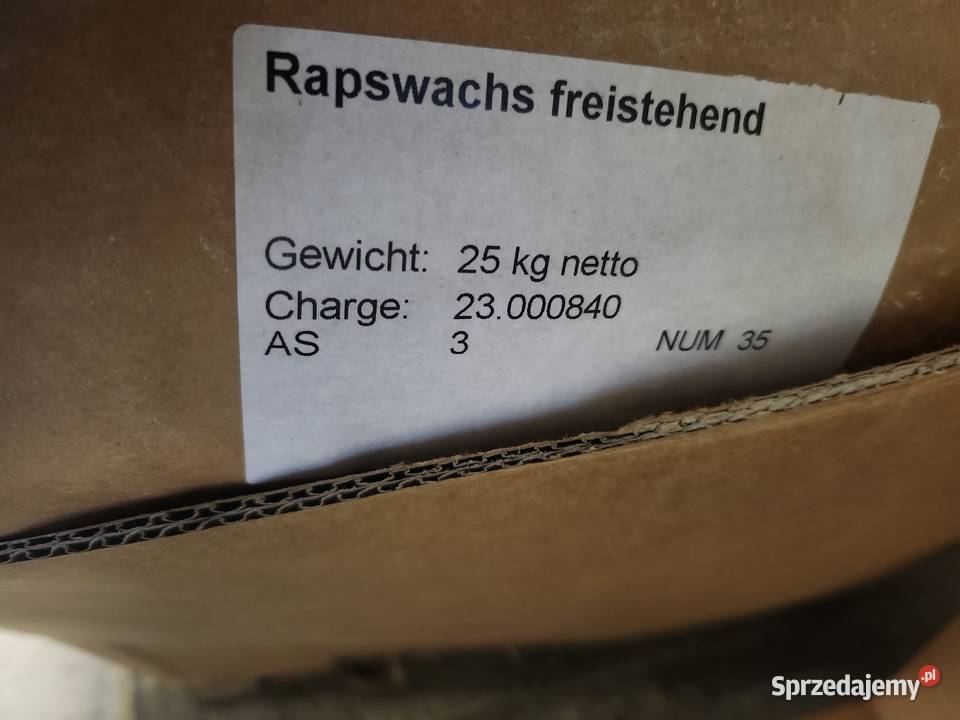 Rapswachs freistehend
Gewicht: 25 kg netto
Charge: 23.000840
AS 3 NUM 35
Sprzedajemy.pl